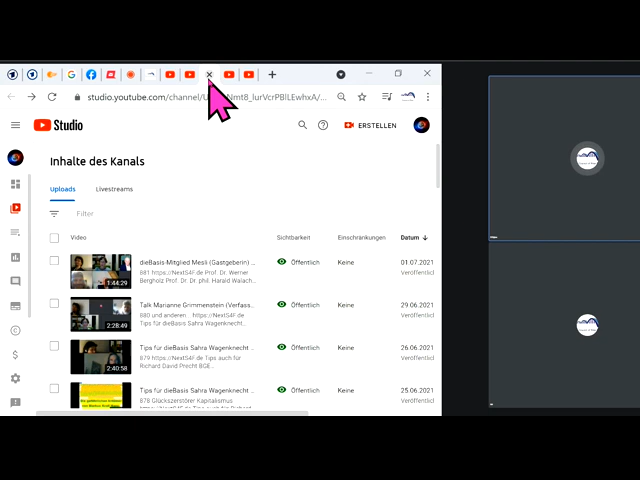 studio.youtube.com/channel/
Studio
ERSTELLEN
Inhalte des Kanals
Uploads
Livestreams
Filter
Video
Sichtbarkeit
Einschränkungen
Datum
dieBasis-Mitglied Mesli (Gastgeberin) ...
881 https://NextS4F.de Prof. Dr. Werner
Bergholz Prof. Dr. Dr. phil. Harald Walach
1:44:29
Öffentlich
Keine
01.07.2021
Veröffentlicl
Talk Marianne Grimmenstein (Verfass...
880 und anderen... https://NextS4F.de
Tipps für dieBasis Sahra Wagenknecht
2:28:49
Öffentlich
Keine
29.06.2021
Veröffentlicl
Tips für dieBasis Sahra Wagenknecht ...
879 https://NextS4F.de Tips auch für
Richard David Precht BGE
2:40:58
Öffentlich
Keine
26.06.2021
Veröffentlicl
Tips für dieBasis Sahra Wagenknecht ...
878 Glückszerstörer Kapitalismus
Öffentlich
Keine
25.06.2021
Veröffentlicl